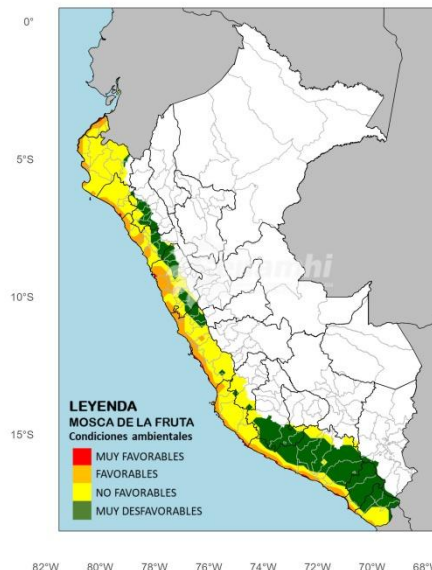 0°
5°S
10°S
15°S
LEYENDA
MOSCA DE LA FRUTA
Condiciones ambientales
MUY FAVORABLES
FAVORABLES
NO FAVORABLES
MUY DESFAVORABLES
82°W 80°W 78°W 76°W 74°W 72°W 70°W 68°W